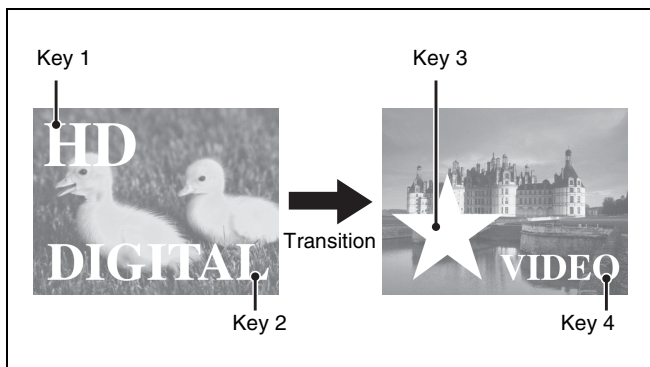 Key 1
Key 3
HD
Transition
DIGITAL
VIDEO
Key 2
Key 4